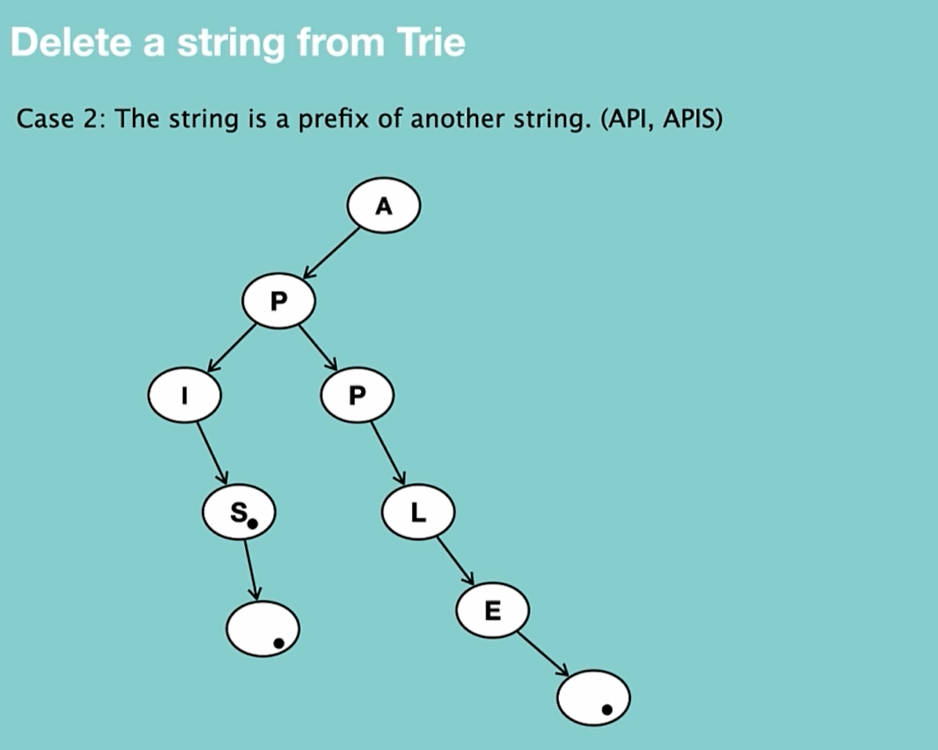 Delete a string from Trie
Case 2: The string is a prefix of another string. (API, APIS)
A
P
I
P
S
L
E